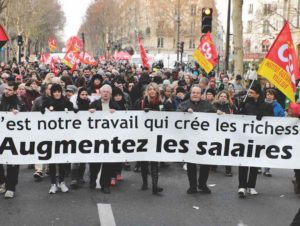 'est notre travail qui crée les richess
Augmentez les salaires